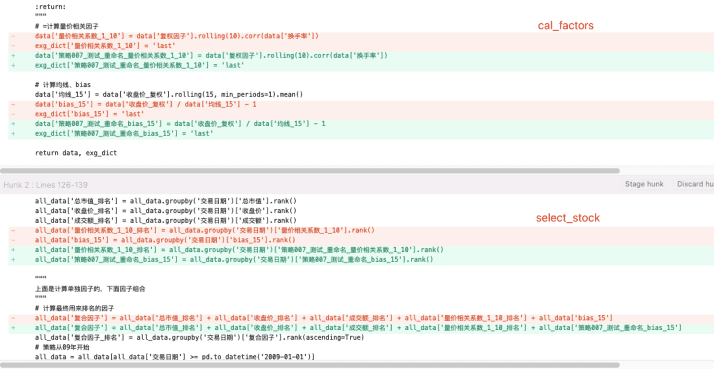 :return:
"""
cal_factors
# =计算量价相关因子
- data['量价相关系数_1_10'] = data['复权因子'].rolling(10).corr(data['换手率'])
- exg_dict['量价相关系数_1_10'] = 'last'
+ data['策略007_测试_重命名_量价相关系数_1_10'] = data['复权因子'].rolling(10).corr(data['换手率'])
+ exg_dict['策略007_测试_重命名_量价相关系数_1_10'] = 'last'
# 计算均线、bias
data['均线_15'] = data['收盘价_复权'].rolling(15, min_periods=1).mean()
- data['bias_15'] = data['收盘价_复权'] / data['均线_15'] - 1
- exg_dict['bias_15'] = 'last'
+ data['策略007_测试_重命名_bias_15'] = data['收盘价_复权'] / data['均线_15'] - 1
+ exg_dict['策略007_测试_重命名_bias_15'] = 'last'
return data, exg_dict
Hunk 2 : Lines 126-139 Stage hunk Discard hu
all_data['总市值_排名'] = all_data.groupby('交易日期')['总市值'].rank()
all_data['收盘价_排名'] = all_data.groupby('交易日期')['收盘价'].rank()
select_stock
all_data['成交额_排名'] = all_data.groupby('交易日期')['成交额'].rank()
- all_data['量价相关系数_1_10_排名'] = all_data.groupby('交易日期')['量价相关系数_1_10'].rank()
- all_data['bias_15'] = all_data.groupby('交易日期')['bias_15'].rank()
+ all_data['量价相关系数_1_10_排名'] = all_data.groupby('交易日期')['策略007_测试_重命名_量价相关系数_1_10'].rank()
+ all_data['策略007_测试_重命名_bias_15'] = all_data.groupby('交易日期')['策略007_测试_重命名_bias_15'].rank()
"""
上面是计算单独因子的，下面因子组合
"""
# 计算最终用来排名的因子
- all_data['复合因子'] = all_data['总市值_排名'] + all_data['收盘价_排名'] + all_data['成交额_排名'] + all_data['量价相关系数_1_10_排名'] + all_data['bias_15']
+ all_data['复合因子'] = all_data['总市值_排名'] + all_data['收盘价_排名'] + all_data['成交额_排名'] + all_data['量价相关系数_1_10_排名'] + all_data['策略007_测试_重命名_bias_15']
all_data['复合因子_排名'] = all_data.groupby('交易日期')['复合因子'].rank(ascending=True)
# 策略从09年开始
all_data = all_data[all_data['交易日期'] >= pd.to_datetime('2009-01-01')]